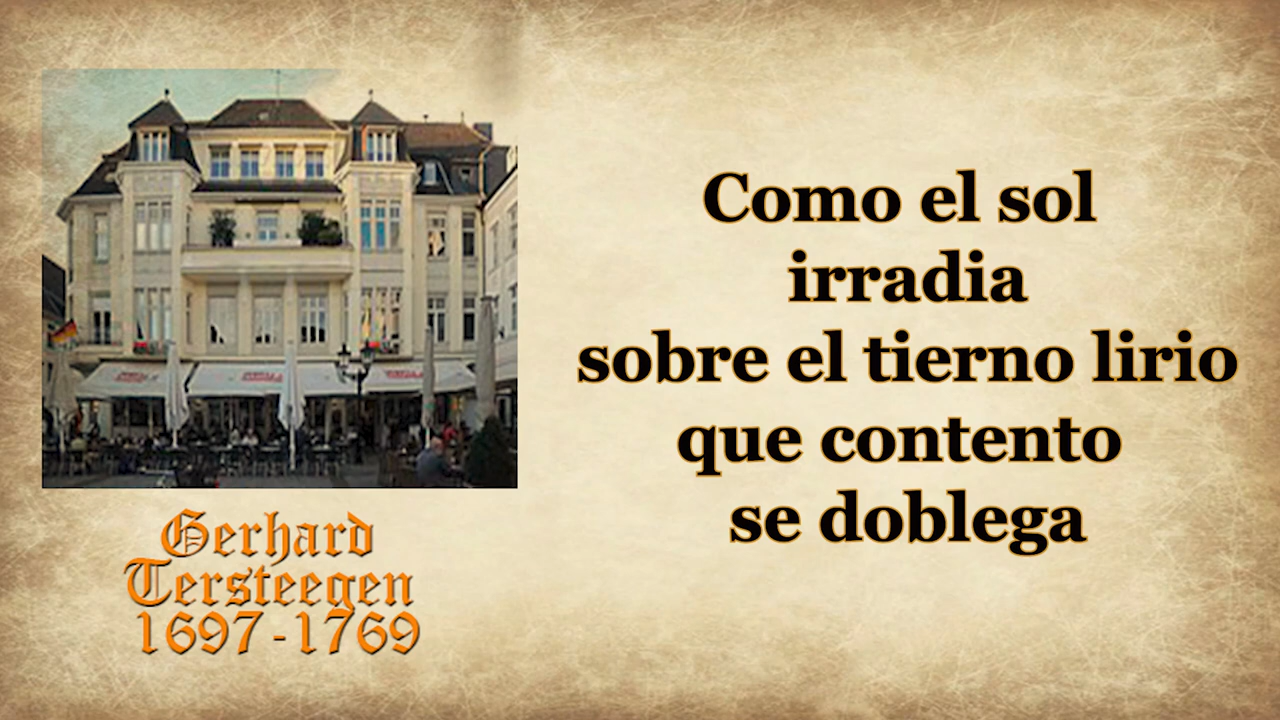 Gerhard
Tersteegen
1697-1769
Como el sol
irradia
sobre el tierno lirio
que contento
se doblega